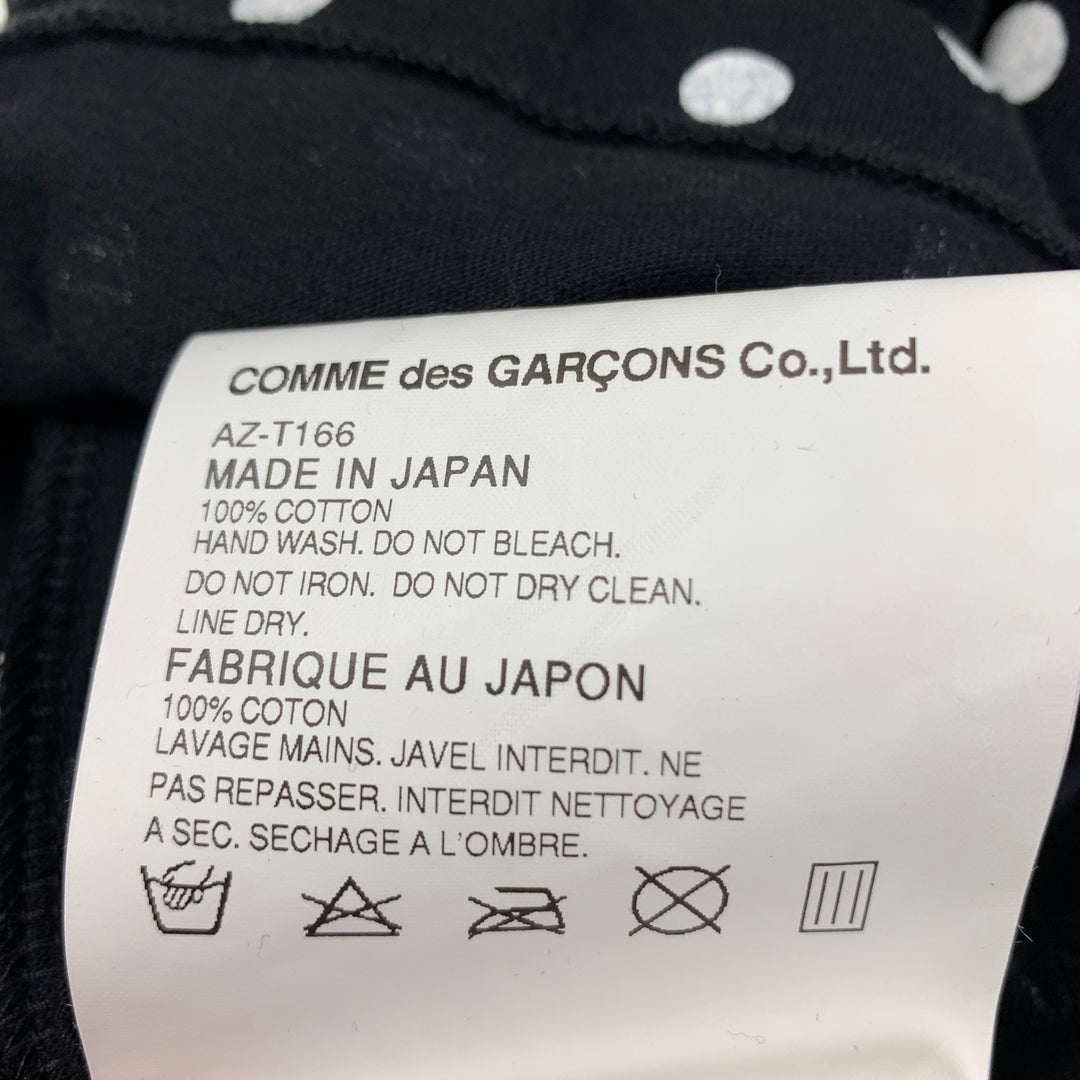 COMME des GARÇONS Co.,Ltd.
AZ-T166
MADE IN JAPAN
100% COTTON
HAND WASH. DO NOT BLEACH.
DO NOT IRON. DO NOT DRY CLEAN.
LINE DRY.
FABRIQUE AU JAPON
100% COTON
LAVAGE MAINS. JAVEL INTERDIT. NE
PAS REPASSER. INTERDIT NETTOYAGE
A SEC. SECHAGE A L'OMBRE.